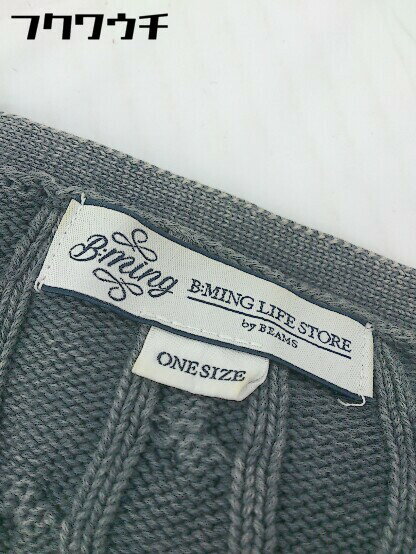 フクワウチ
B:ming
B:MING LIFE STORE
by BEAMS
ONE SIZE